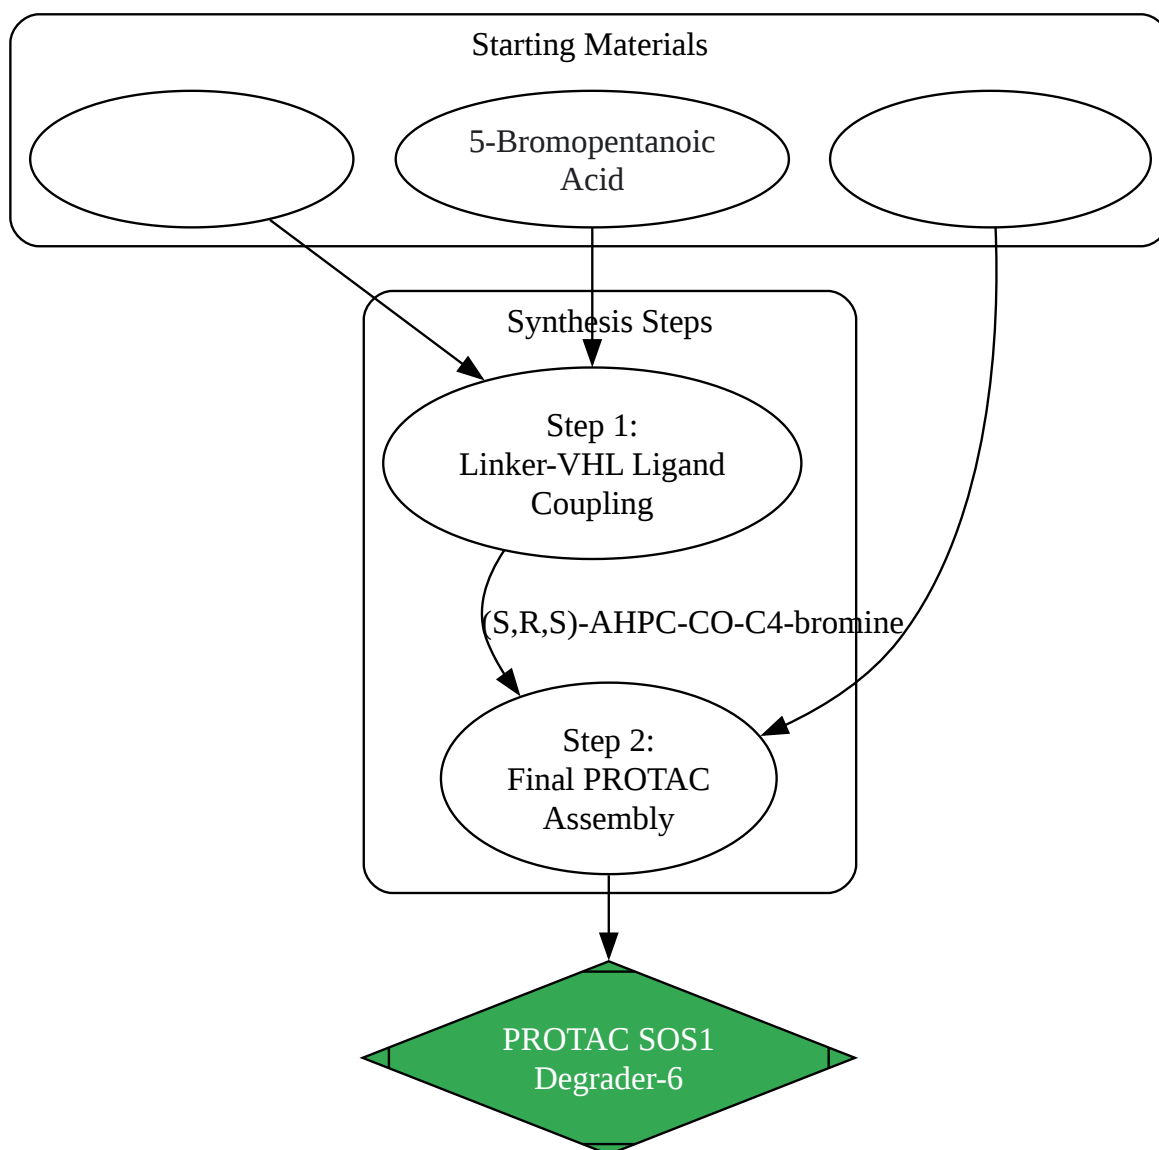 Starting Materials
5-Bromopentanoic
Acid
Synthesis Steps
Step 1:
Linker-VHL Ligand
Coupling
(S,R,S)-AHPC-CO-C4-bromine
Step 2:
Final PROTAC
Assembly
PROTAC SOS1
Degrader-6